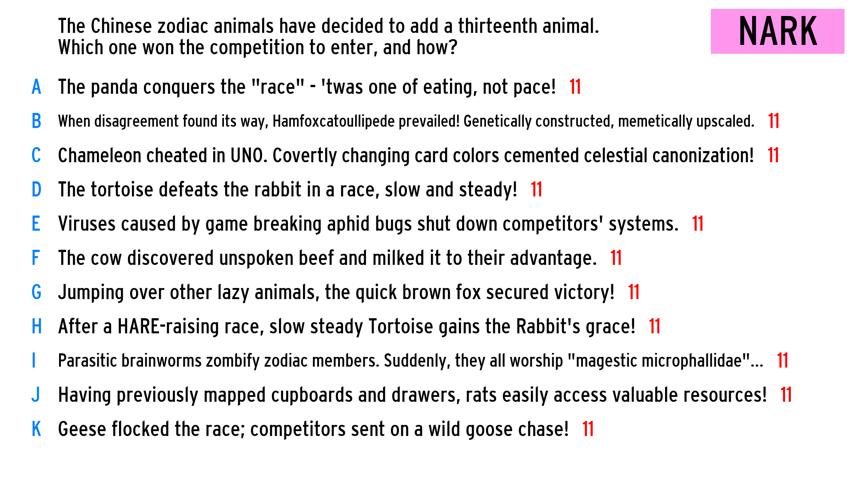 The Chinese zodiac animals have decided to add a thirteenth animal.
Which one won the competition to enter, and how?
NARK
A The panda conquers the "race" - 'twas one of eating, not pace! 11
B When disagreement found its way, Hamfoxcatoullipede prevailed! Genetically constructed, memetically upscaled. 11
C Chameleon cheated in UNO. Covertly changing card colors cemented celestial canonization! 11
D The tortoise defeats the rabbit in a race, slow and steady! 11
E Viruses caused by game breaking aphid bugs shut down competitors' systems. 11
F The cow discovered unspoken beef and milked it to their advantage. 11
G Jumping over other lazy animals, the quick brown fox secured victory! 11
H After a HARE-raising race, slow steady Tortoise gains the Rabbit's grace! 11
I Parasitic brainworms zombify zodiac members. Suddenly, they all worship "magestic microphallidae"... 11
J Having previously mapped cupboards and drawers, rats easily access valuable resources! 11
K Geese flocked the race; competitors sent on a wild goose chase! 11